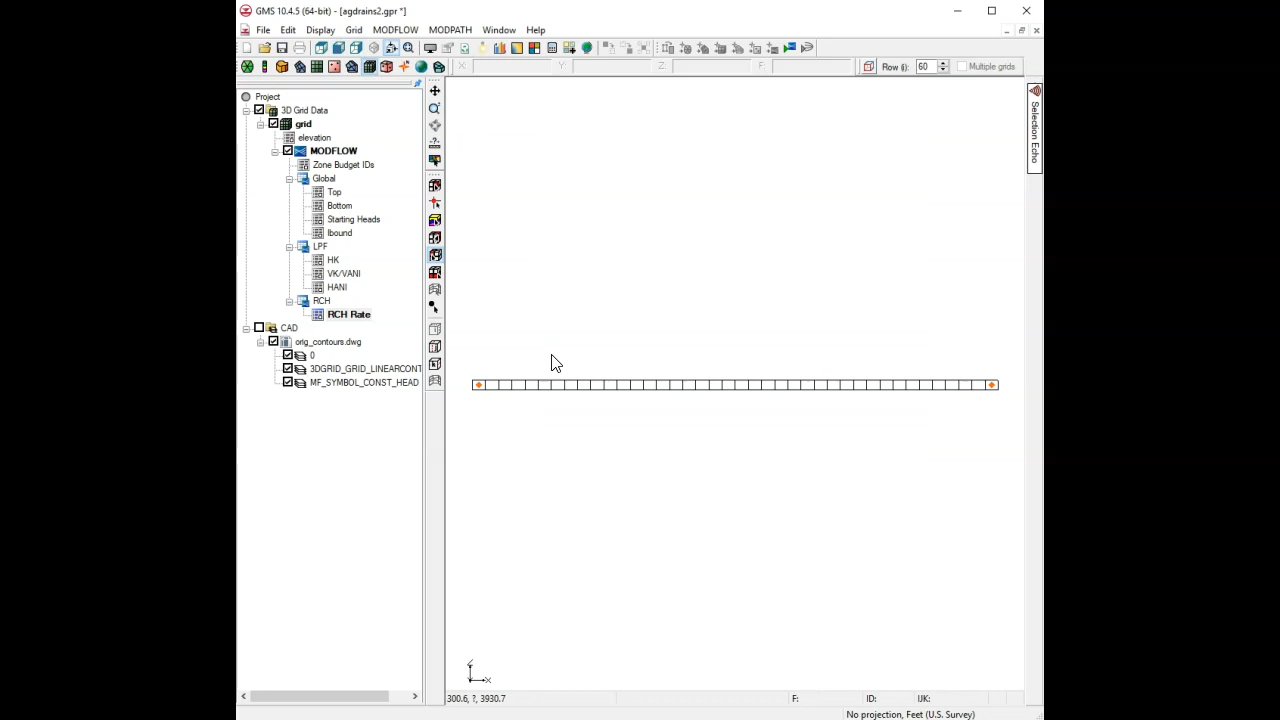 GMS 10.4.5 (64-bit) - [agdrains2.gpr *]
File Edit Display Grid MODFLOW MODPATH Window Help
X: Y: Z: F: Row (i): 60 Multiple grids
Project
3D Grid Data
grid
elevation
MODFLOW
Zone Budget IDs
Global
Top
Bottom
Starting Heads
Ibound
LPF
HK
VK/VANI
HANI
RCH
RCH Rate
CAD
orig_contours.dwg
0
3DGRID_GRID_LINEARCONT
MF_SYMBOL_CONST_HEAD
Selection Echo
300.6, ?, 3930.7 F: ID: IJK:
No projection, Feet (U.S. Survey)